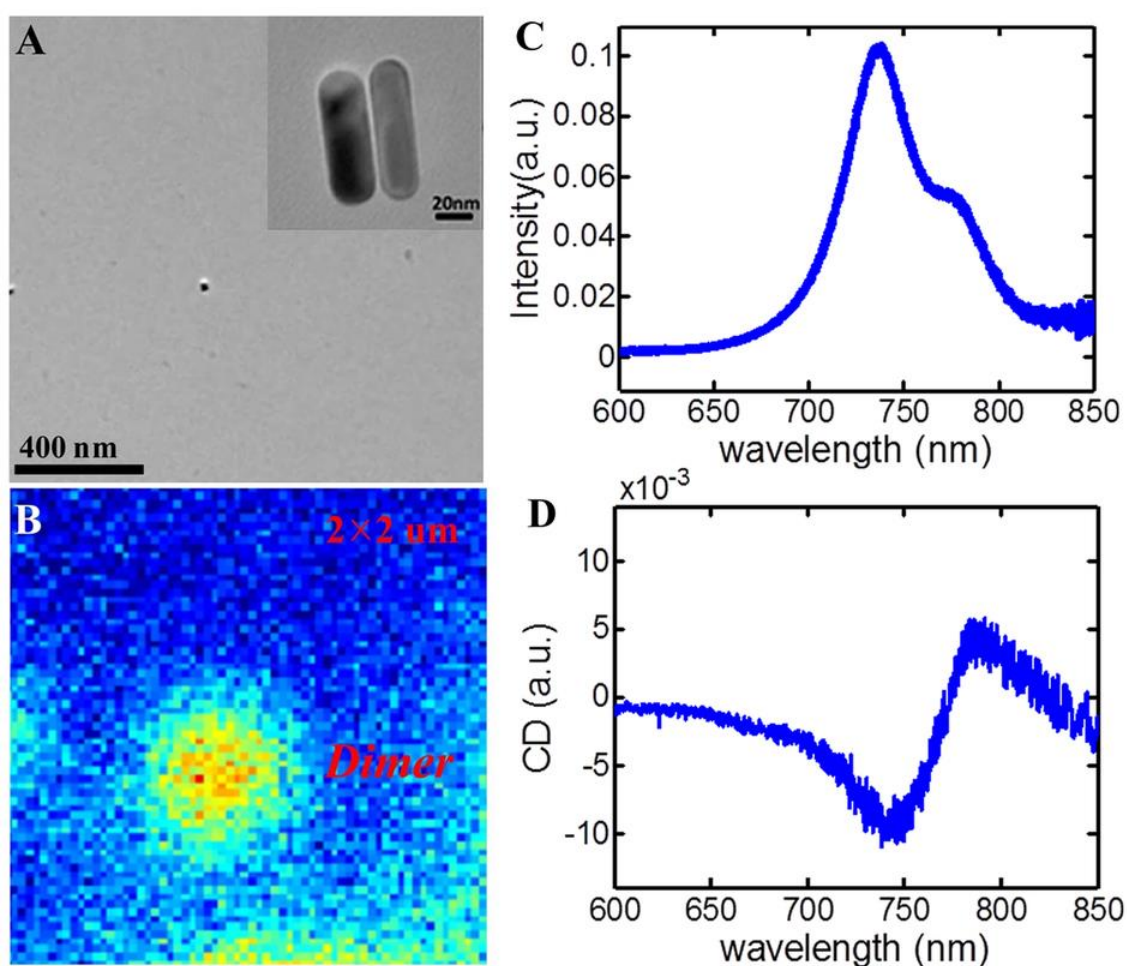 A
20nm
400 nm
B
2×2 um
Dimer
C
Intensity(a.u.)
0.1
0.08
0.06
0.04
0.02
0
600 650 700 750 800 850
wavelength (nm)
D
x10-3
CD (a.u.)
10
5
0
-5
-10
600 650 700 750 800 850
wavelength (nm)